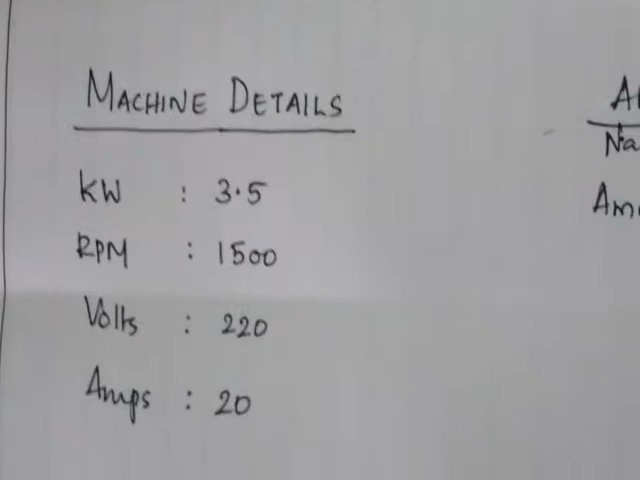 MACHINE DETAILS
KW : 3.5
RPM : 1500
Volts : 220
Amps : 20